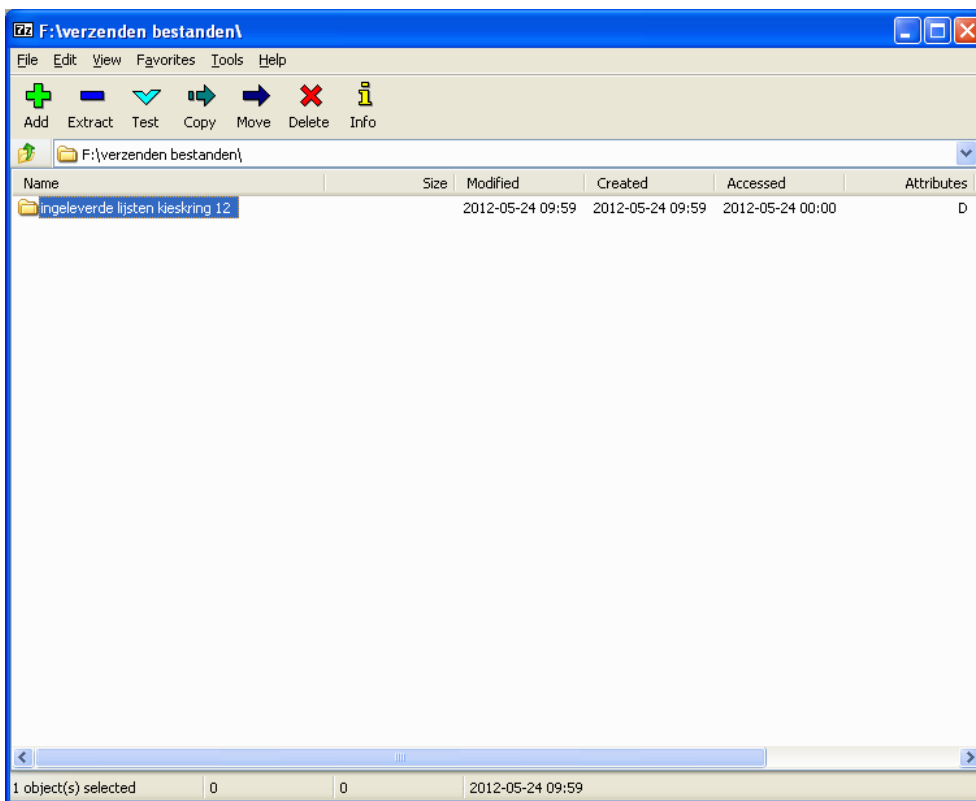 7z F:\verzenden bestanden\
File Edit View Favorites Tools Help
Add Extract Test Copy Move Delete Info
F:\verzenden bestanden\
Name Size Modified Created Accessed Attributes
ingeleverde lijsten kieskring 12 2012-05-24 09:59 2012-05-24 09:59 2012-05-24 00:00 D
1 object(s) selected 0 0 2012-05-24 09:59